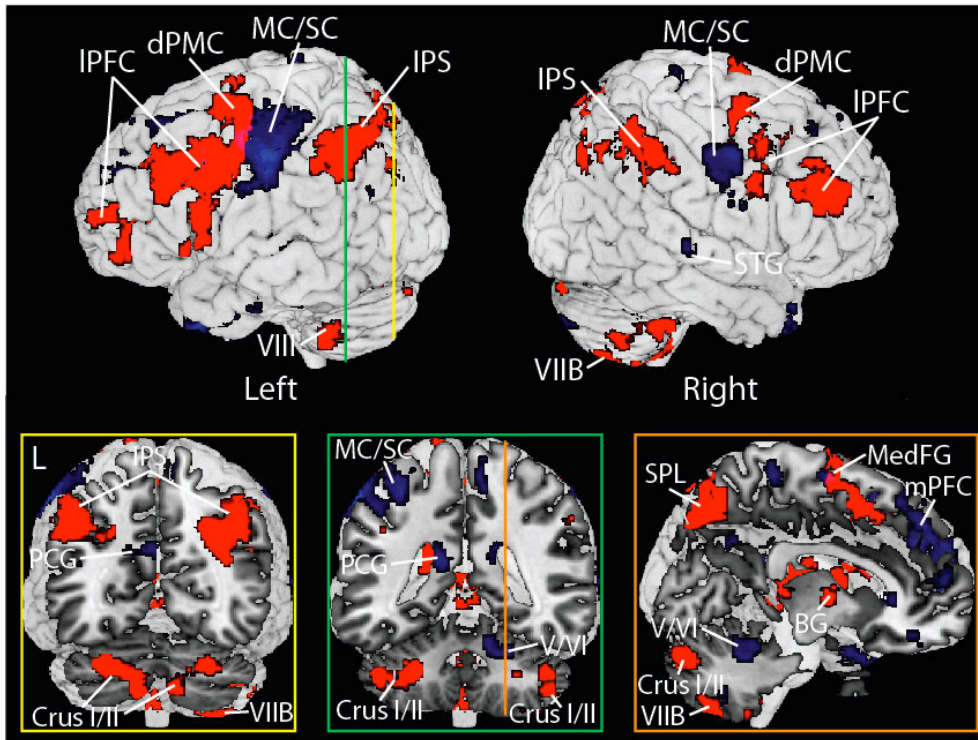 lPFC
dPMC
MC/SC
IPS
VIII
Left
IPS
MC/SC
dPMC
lPFC
STG
VIIB
Right
L
IPS
PCG
Crus I/II
VIIB
MC/SC
PCG
V/VI
Crus I/II
Crus I/II
SPL
MedFG
mPFC
V/VI
BG
Crus I/II
VIIB